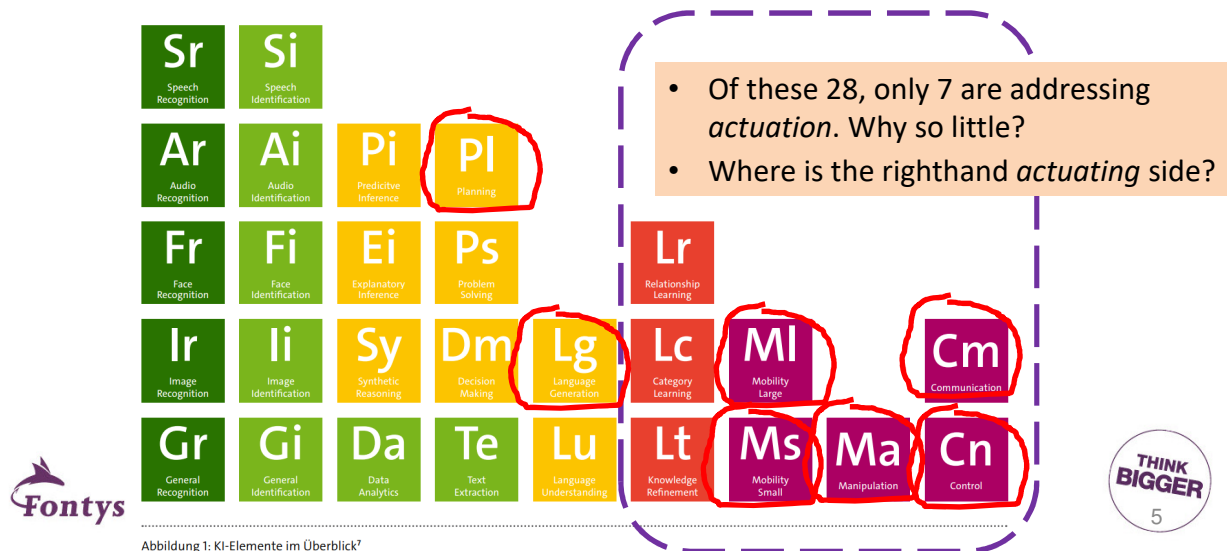 Sr
Speech
Recognition
Si
Speech
Identification
• Of these 28, only 7 are addressing
actuation. Why so little?
• Where is the righthand actuating side?
Ar
Audio
Recognition
Ai
Audio
Identification
Pi
Predicitve
Inference
Pl
Planning
Fr
Face
Recognition
Fi
Face
Identification
Ei
Explanatory
Inference
Ps
Problem
Solving
Lr
Relationship
Learning
Ir
Image
Recognition
Ii
Image
Identification
Sy
Synthetic
Reasoning
Dm
Decision
Making
Lg
Language
Generation
Lc
Category
Learning
Ml
Mobility
Large
Cm
Communication
Gr
General
Recognition
Gi
General
Identification
Da
Data
Analytics
Te
Text
Extraction
Lu
Language
Understanding
Lt
Knowledge
Refinement
Ms
Mobility
Small
Ma
Manipulation
Cn
Control
Fontys
THINK
BIGGER
5
Abbildung 1: KI-Elemente im Überblick⁷